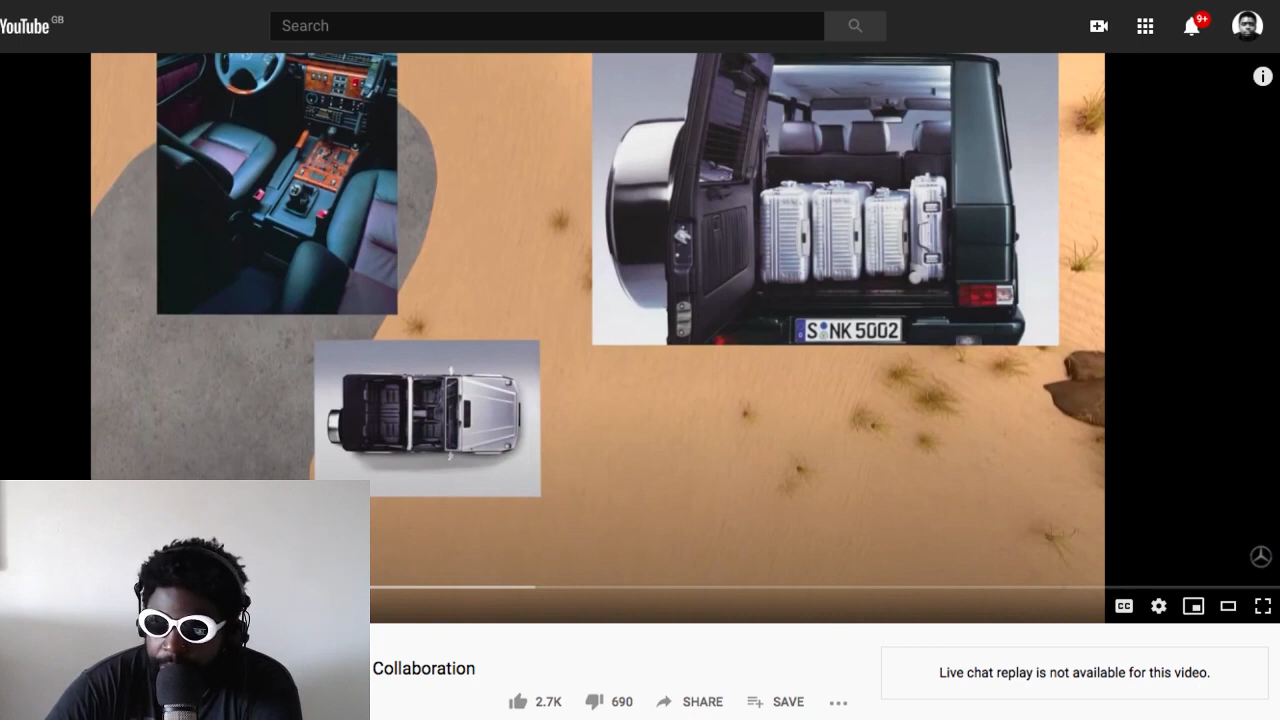 YouTube GB
Search
9+
i
S NK 5002
CC
Collaboration
2.7K 690 SHARE SAVE
Live chat replay is not available for this video.